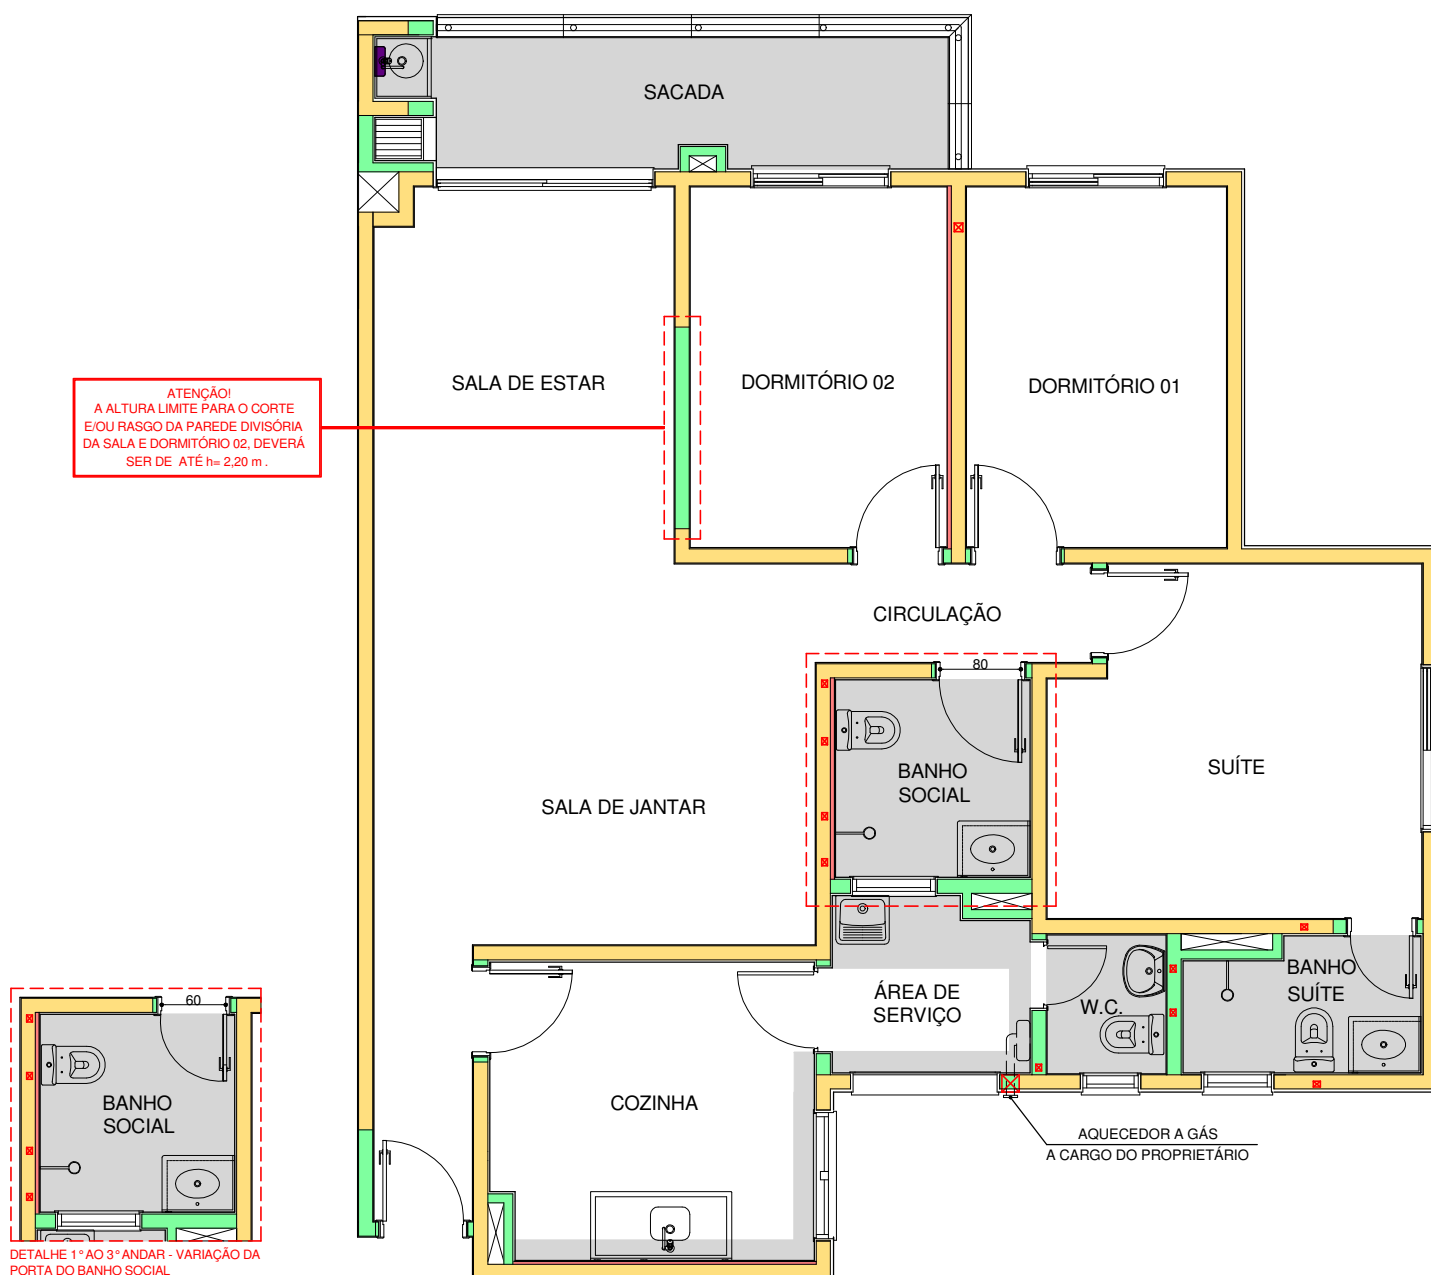 SACADA
SALA DE ESTAR
DORMITÓRIO 02
DORMITÓRIO 01
ATENÇÃO!
A ALTURA LIMITE PARA O CORTE
E/OU RASGO DA PAREDE DIVISÓRIA
DA SALA E DORMITÓRIO 02, DEVERÁ
SER DE ATÉ h= 2,20 m .
CIRCULAÇÃO
80
BANHO
SOCIAL
SUÍTE
SALA DE JANTAR
BANHO
SUÍTE
ÁREA DE
SERVIÇO
W.C.
COZINHA
AQUECEDOR A GÁS
A CARGO DO PROPRIETÁRIO
60
BANHO
SOCIAL
DETALHE 1° AO 3° ANDAR - VARIAÇÃO DA
PORTA DO BANHO SOCIAL